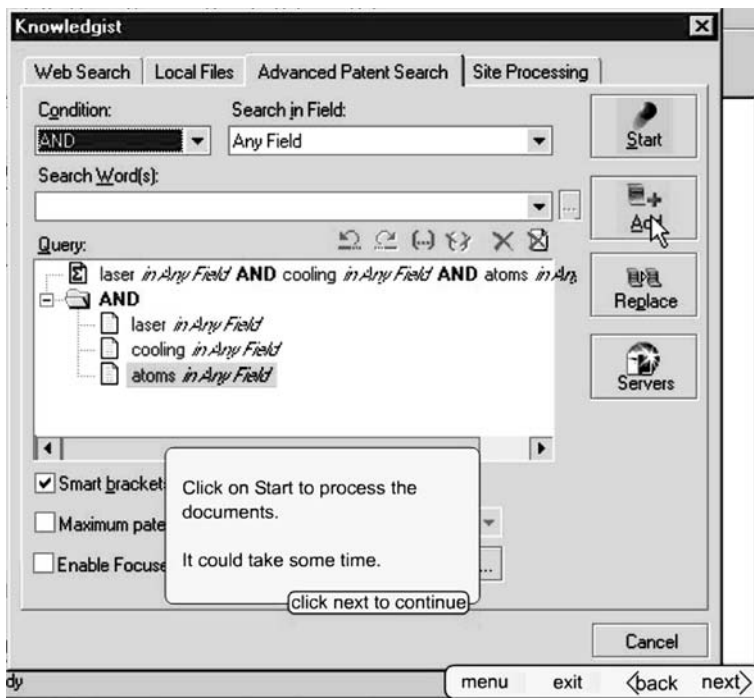 Knowledgist
Web Search Local Files Advanced Patent Search Site Processing
Condition: Search in Field:
AND Any Field Start
Search Word(s):
... Add
Query:
laser in Any Field AND cooling in Any Field AND atoms in An
AND Replace
laser in Any Field
cooling in Any Field
atoms in Any Field Servers
Smart bracket
Click on Start to process the
documents.
Maximum pate
It could take some time.
Enable Focuse ...
click next to continue
Cancel
dy menu exit <back next>